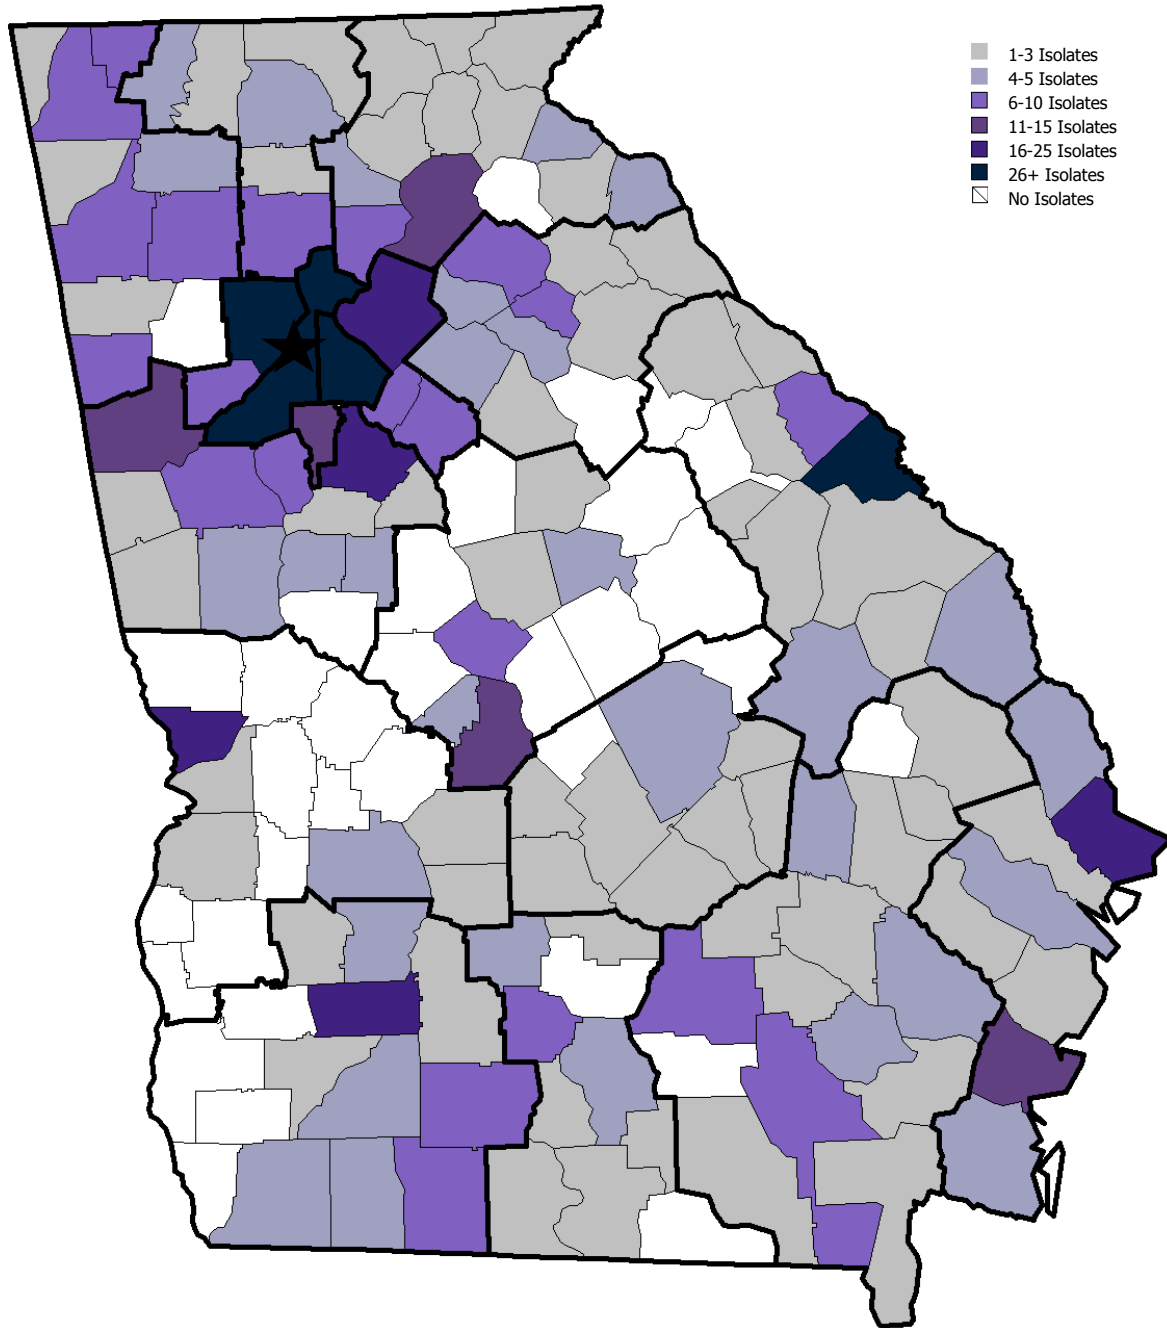 1-3 Isolates
4-5 Isolates
6-10 Isolates
11-15 Isolates
16-25 Isolates
26+ Isolates
No Isolates